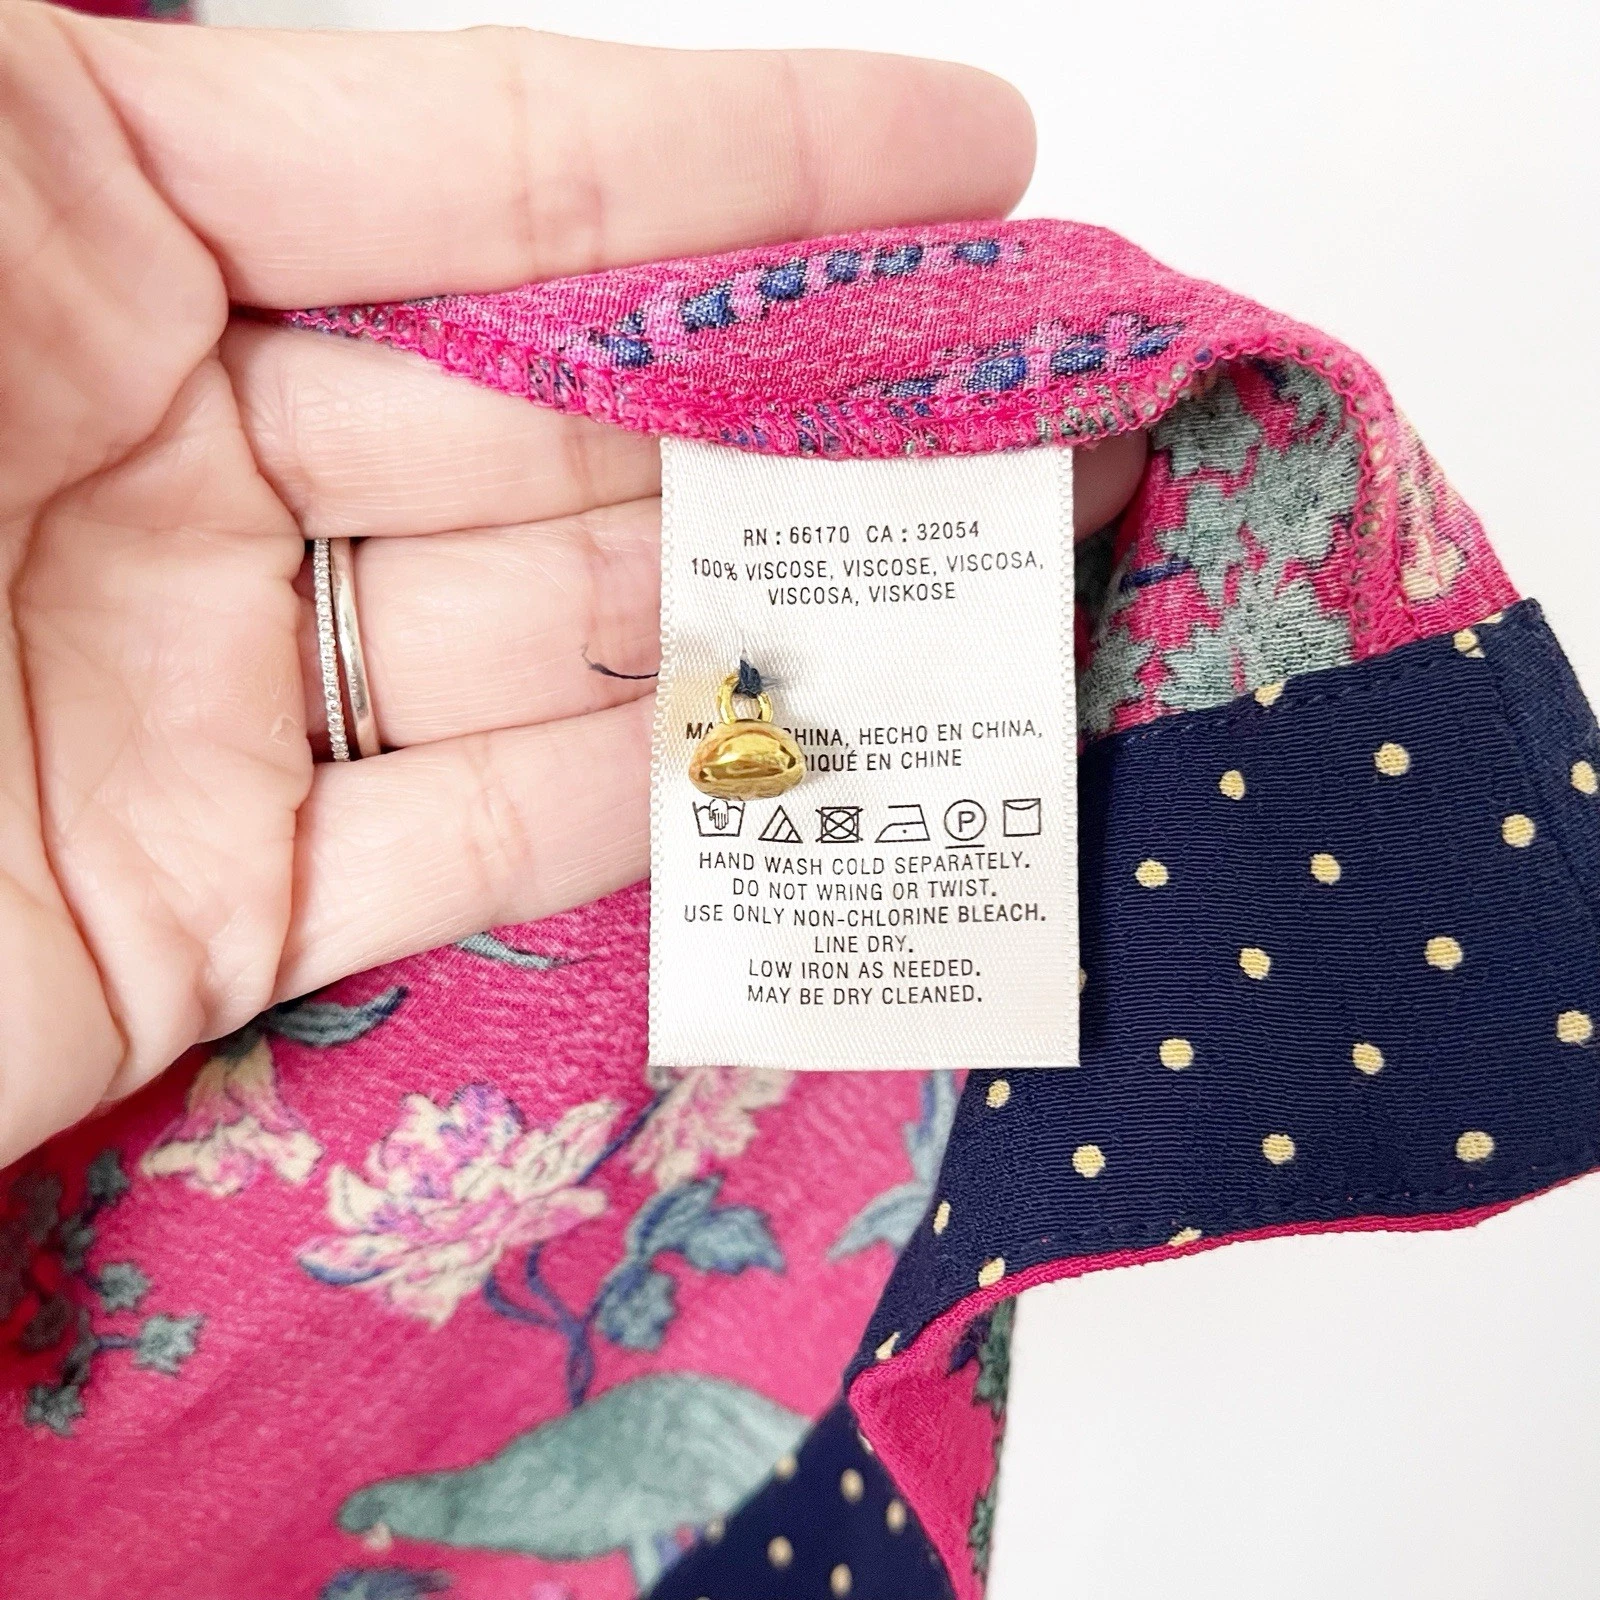 RN : 66170 CA : 32054
100% VISCOSE, VISCOSE, VISCOSA,
VISCOSA, VISKOSE
CHINA, HECHO EN CHINA,
EN CHINE
P
HAND WASH COLD SEPARATELY.
DO NOT WRING OR TWIST.
USE ONLY NON-CHLORINE BLEACH.
LINE DRY.
LOW IRON AS NEEDED.
MAY BE DRY CLEANED.